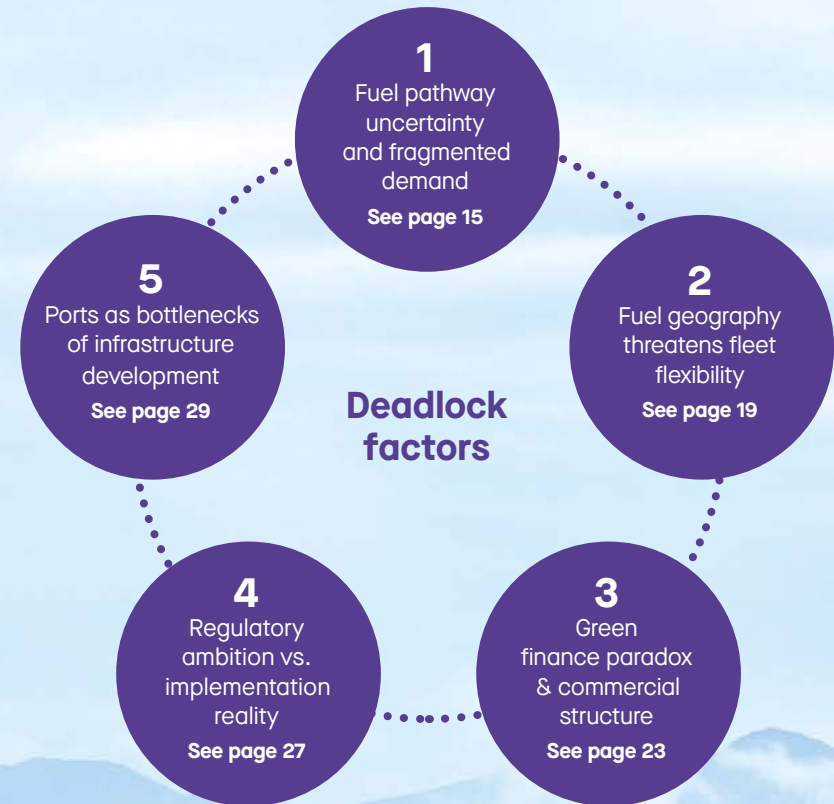 1
Fuel pathway
uncertainty
and fragmented
demand
See page 15
2
Fuel geography
threatens fleet
flexibility
See page 19
3
Green
finance paradox
& commercial
structure
See page 23
4
Regulatory
ambition vs.
implementation
reality
See page 27
5
Ports as bottlenecks
of infrastructure
development
See page 29
Deadlock
factors